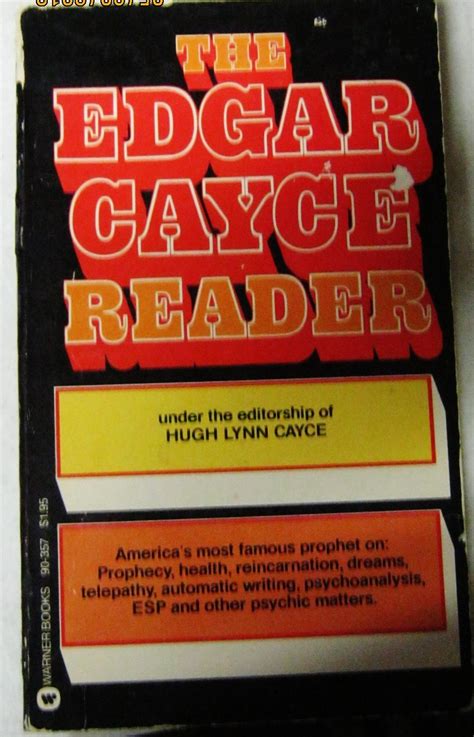 THE
EDGAR
CAYCE
READER
under the editorship of
HUGH LYNN CAYCE
America's most famous prophet on:
Prophecy, health, reincarnation, dreams,
telepathy, automatic writing, psychoanalysis,
ESP and other psychic matters.
WARNER BOOKS 90-357 $1.95